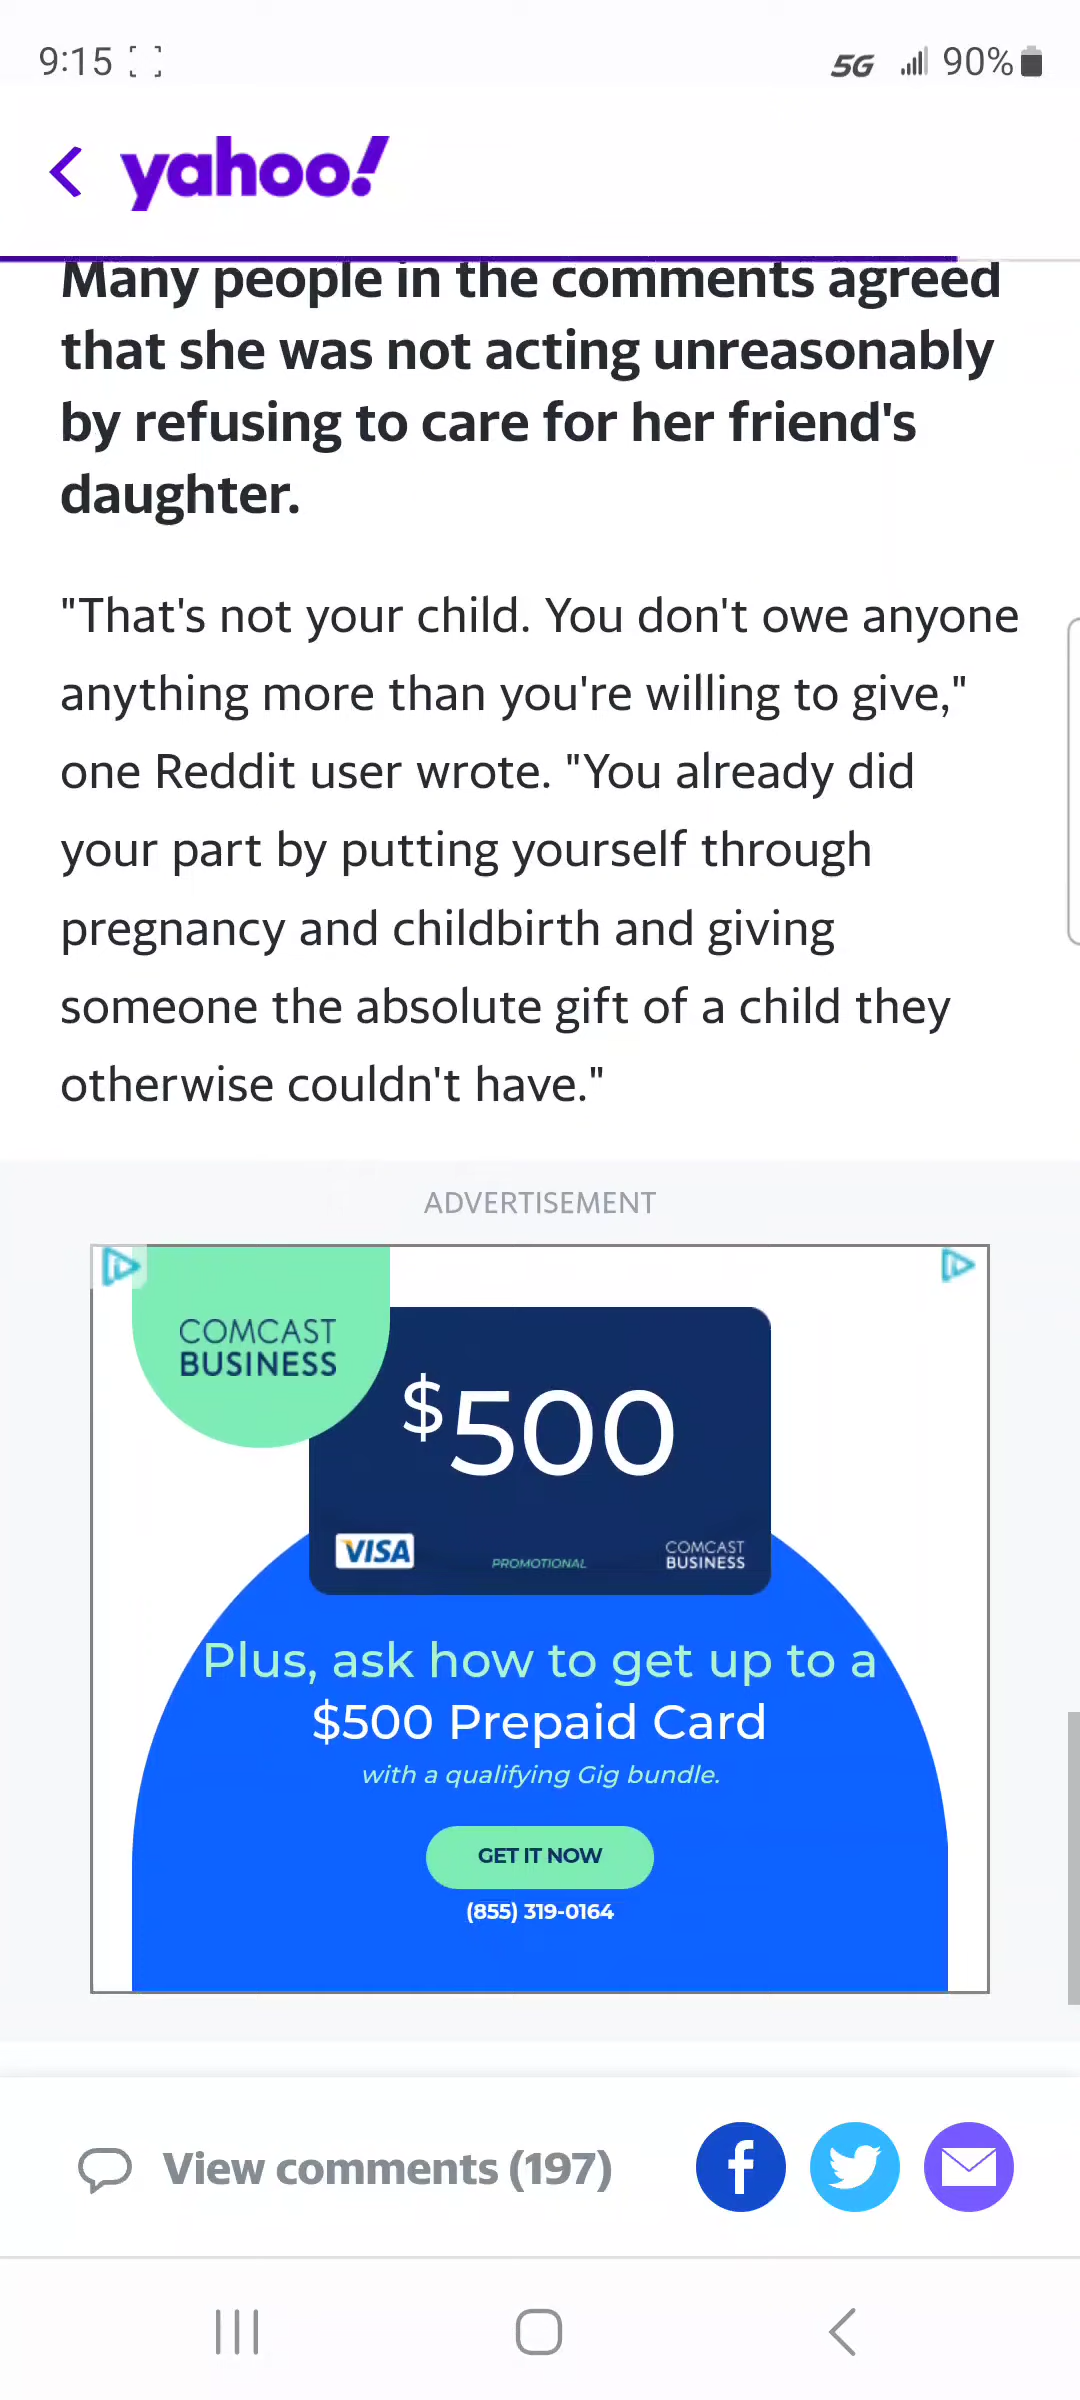 9:15
5G 90%
yahoo!
Many people in the comments agreed
that she was not acting unreasonably
by refusing to care for her friend's
daughter.
"That's not your child. You don't owe anyone
anything more than you're willing to give,"
one Reddit user wrote. "You already did
your part by putting yourself through
pregnancy and childbirth and giving
someone the absolute gift of a child they
otherwise couldn't have."
ADVERTISEMENT
COMCAST
BUSINESS
$500
VISA
PROMOTIONAL
COMCAST
BUSINESS
Plus, ask how to get up to a
$500 Prepaid Card
with a qualifying Gig bundle.
GET IT NOW
(855) 319-0164
View comments (197)